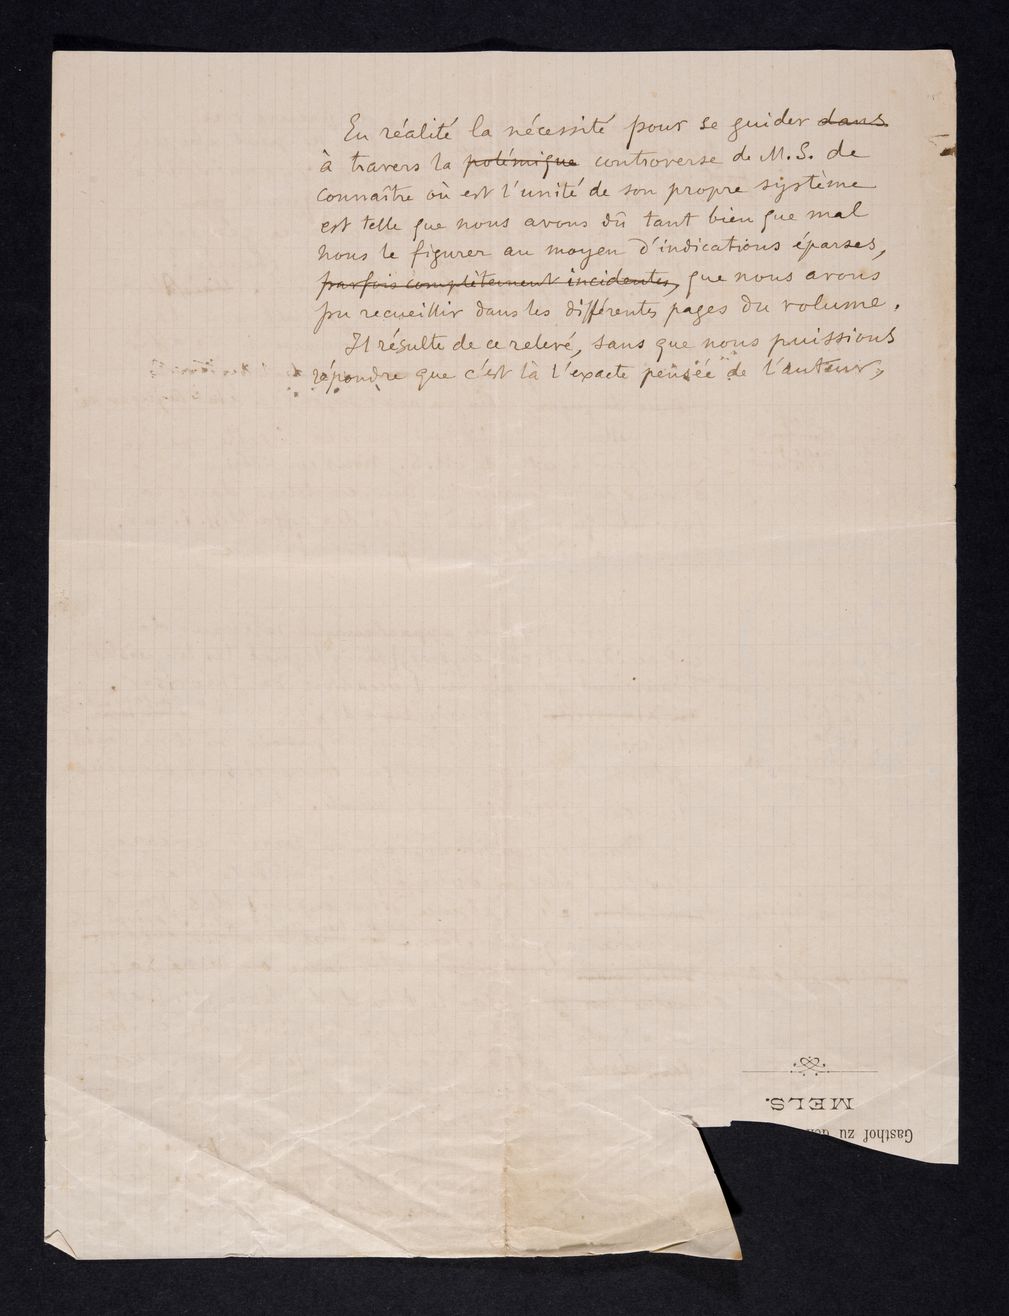 En réalité la nécessité pour se guider dans
à travers la polémique controverse de M. S. de
connaître où est l'unité de son propre système
est telle que nous avons dû tant bien que mal
nous le figurer au moyen d'indications éparses,
parfois complètement incidentes, que nous avons
pu recueillir dans les différentes pages du volume.
Il résulte de ce relevé, sans que nous puissions
répondre que c'est là l'exacte pensée de l'auteur,
MELS.
Gasthof zu